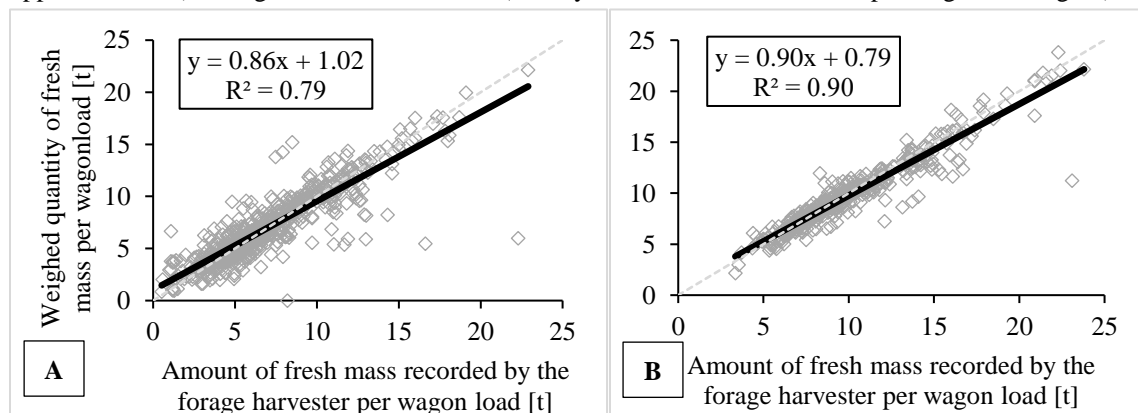 y = 0.86x + 1.02
R² = 0.79
Weighed quantity of fresh
mass per wagonload [t]
25
20
15
10
5
0
0 5 10 15 20 25
A
Amount of fresh mass recorded by the
forage harvester per wagon load [t]
y = 0.90x + 0.79
R² = 0.90
25
20
15
10
5
0
0 5 10 15 20 25
B
Amount of fresh mass recorded by the
forage harvester per wagon load [t]